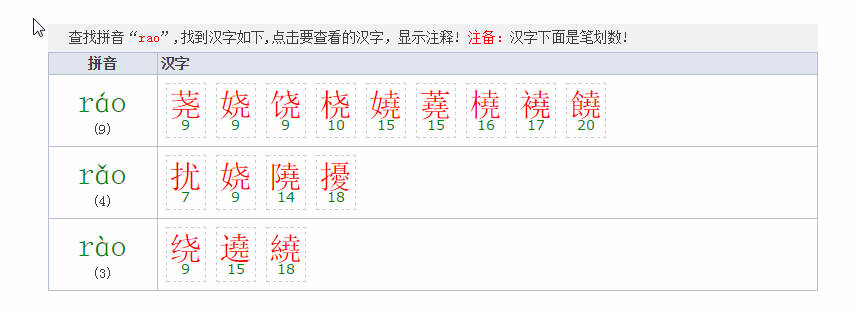 查找拼音“rao”,找到汉字如下,点击要查看的汉字，显示注释! 注备：汉字下面是笔划数!
拼音 汉字
ráo 荛 娆 饶 桡 嬈 蕘 橈 襓 饒
(9) 9 9 9 10 15 15 16 17 20
rǎo 扰 娆 隢 擾
(4) 7 9 14 18
rào 绕 遶 繞
(3) 9 15 18